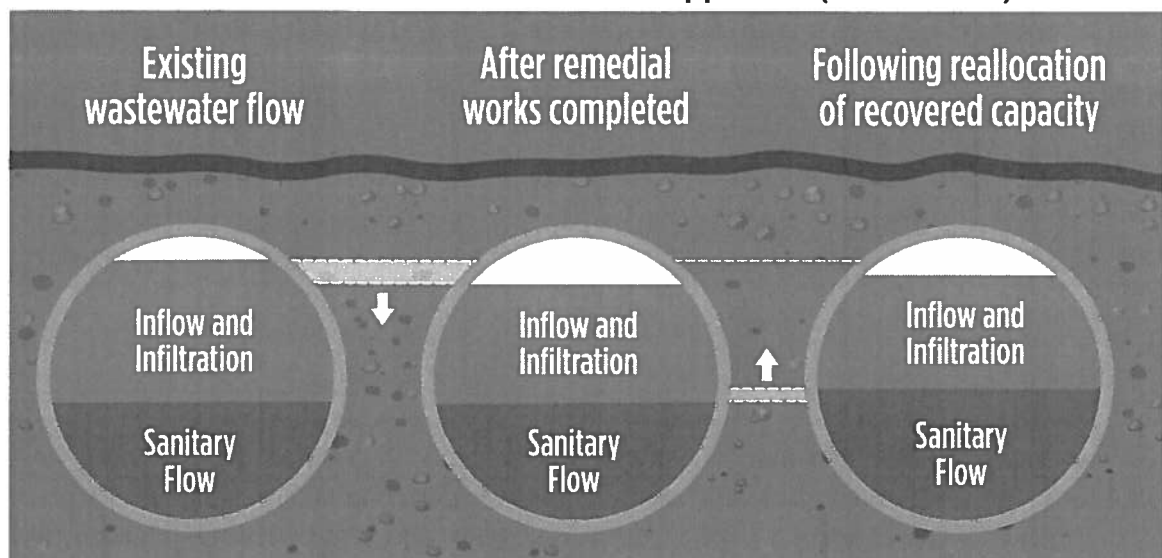 Existing
wastewater flow
After remedial
works completed
Following reallocation
of recovered capacity
Inflow and
Infiltration
Sanitary
Flow
Inflow and
Infiltration
Sanitary
Flow
Inflow and
Infiltration
Sanitary
Flow